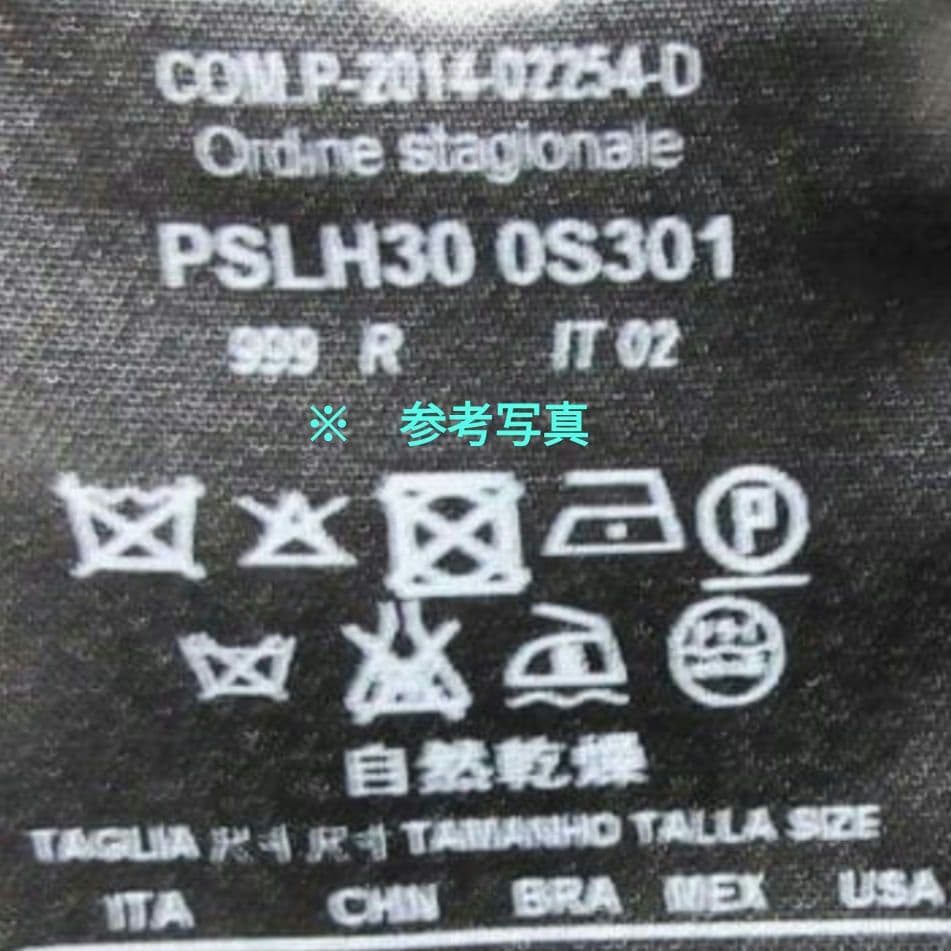 COM.P-2014-02254-D
Ordine stagionale
PSLH30 0S301
999 R IT 02
※ 参考写真
P
自然乾燥
TAGLIA 尺寸 尺寸 TAMANHO TALLA SIZE
ITA CHN BRA MEX USA